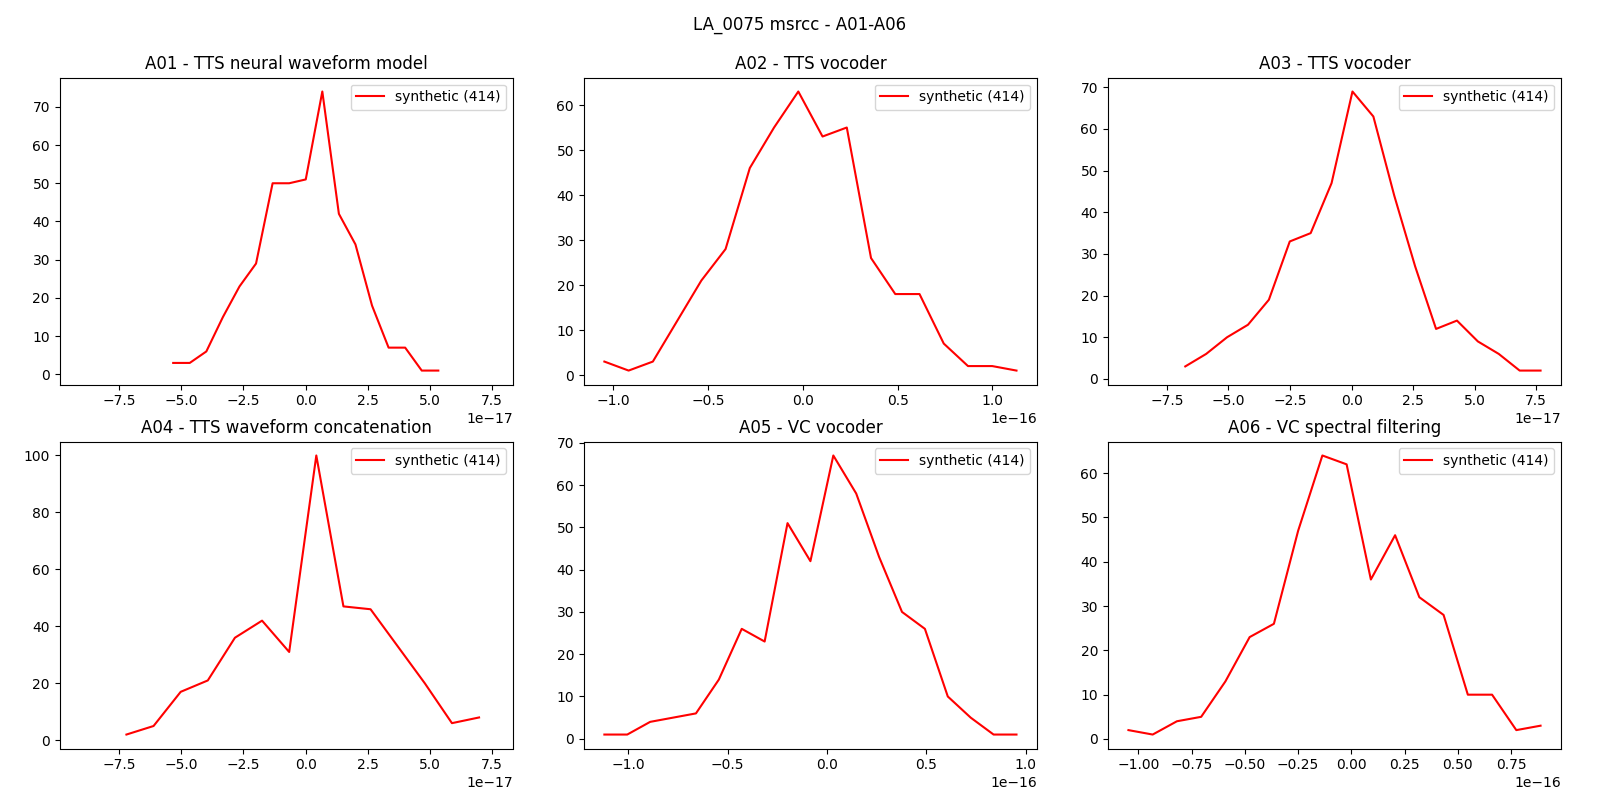 LA_0075 msrcc - A01-A06
A01 - TTS neural waveform model
synthetic (414)
70
60
50
40
30
20
10
0
−7.5 −5.0 −2.5 0.0 2.5 5.0 7.5
1e−17
A02 - TTS vocoder
synthetic (414)
60
50
40
30
20
10
0
−1.0 −0.5 0.0 0.5 1.0
1e−16
A03 - TTS vocoder
synthetic (414)
70
60
50
40
30
20
10
0
−7.5 −5.0 −2.5 0.0 2.5 5.0 7.5
1e−17
A04 - TTS waveform concatenation
synthetic (414)
100
80
60
40
20
0
−7.5 −5.0 −2.5 0.0 2.5 5.0 7.5
1e−17
A05 - VC vocoder
synthetic (414)
70
60
50
40
30
20
10
0
−1.0 −0.5 0.0 0.5 1.0
1e−16
A06 - VC spectral filtering
synthetic (414)
60
50
40
30
20
10
0
−1.00 −0.75 −0.50 −0.25 0.00 0.25 0.50 0.75
1e−16